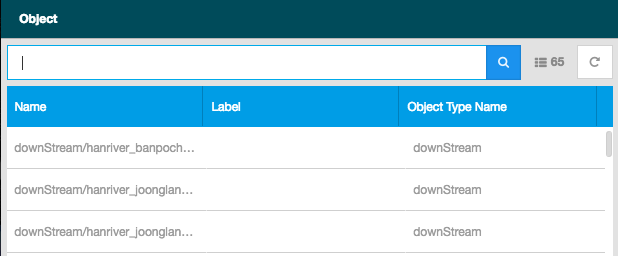 Object
65
Name Label Object Type Name
downStream/hanriver_banpoch... downStream
downStream/hanriver_joonglan... downStream
downStream/hanriver_joonglan... downStream